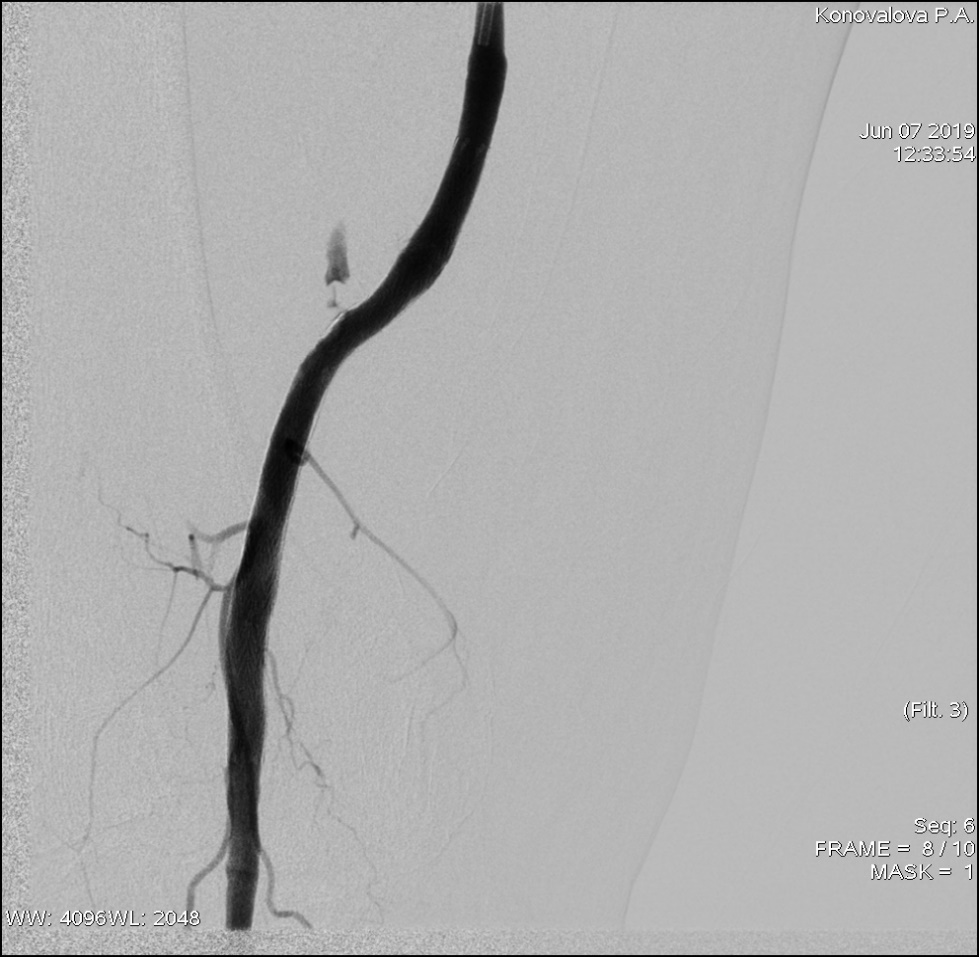 Konovalova P.A.
Jun 07 2019
12:33:54
(Filt. 3)
Seq: 6
FRAME = 8 / 10
MASK = 1
WW: 4096WL: 2048